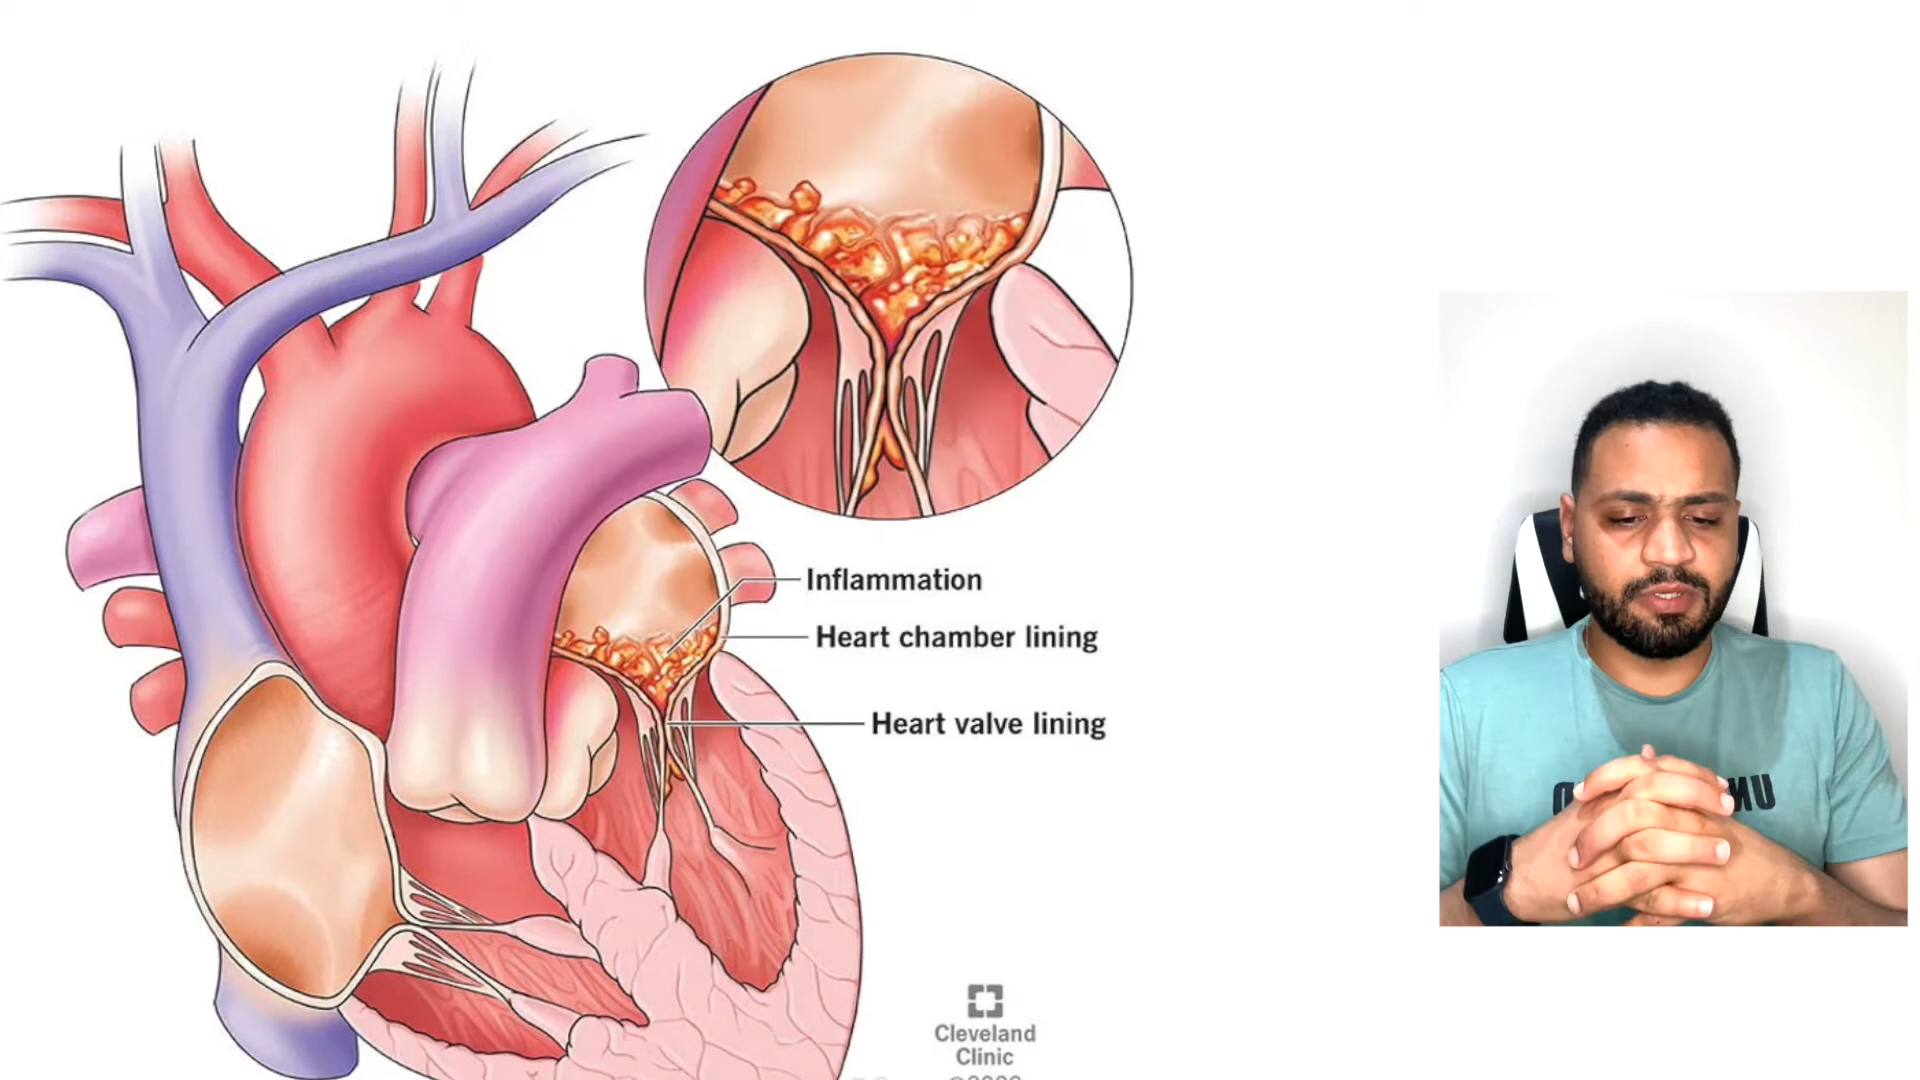 Inflammation
Heart chamber lining
Heart valve lining
Cleveland
Clinic